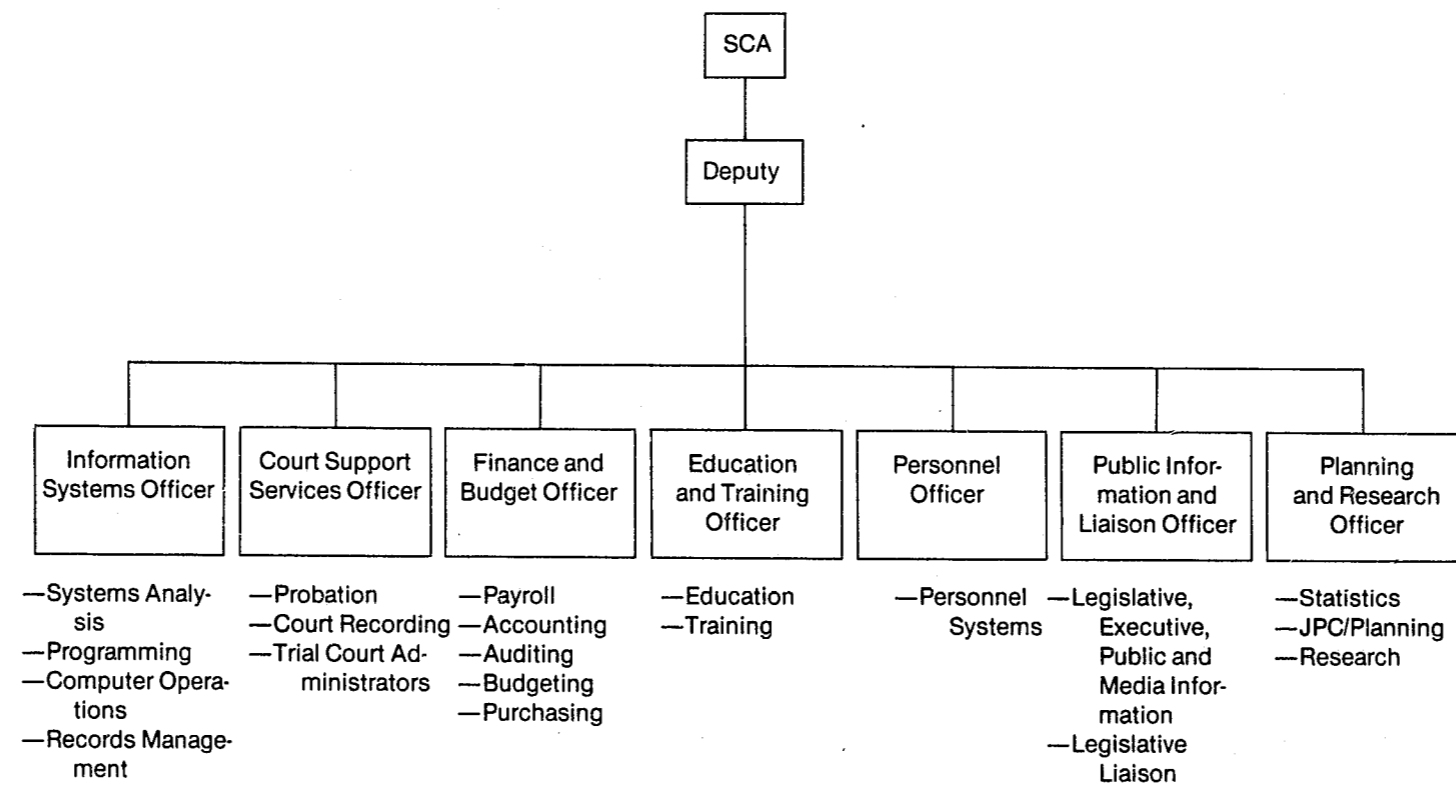 SCA
Deputy
Information
Systems Officer
Court Support
Services Officer
Finance and
Budget Officer
Education
and Training
Officer
Personnel
Officer
Public Infor-
mation and
Liaison Officer
Planning
and Research
Officer
—Systems Analy-
sis
—Programming
—Computer Opera-
tions
—Records Manage-
ment
—Probation
—Court Recording
—Trial Court Ad-
ministrators
—Payroll
—Accounting
—Auditing
—Budgeting
—Purchasing
—Education
—Training
—Personnel
Systems
—Legislative,
Executive,
Public and
Media Infor-
mation
—Legislative
Liaison
—Statistics
—JPC/Planning
—Research